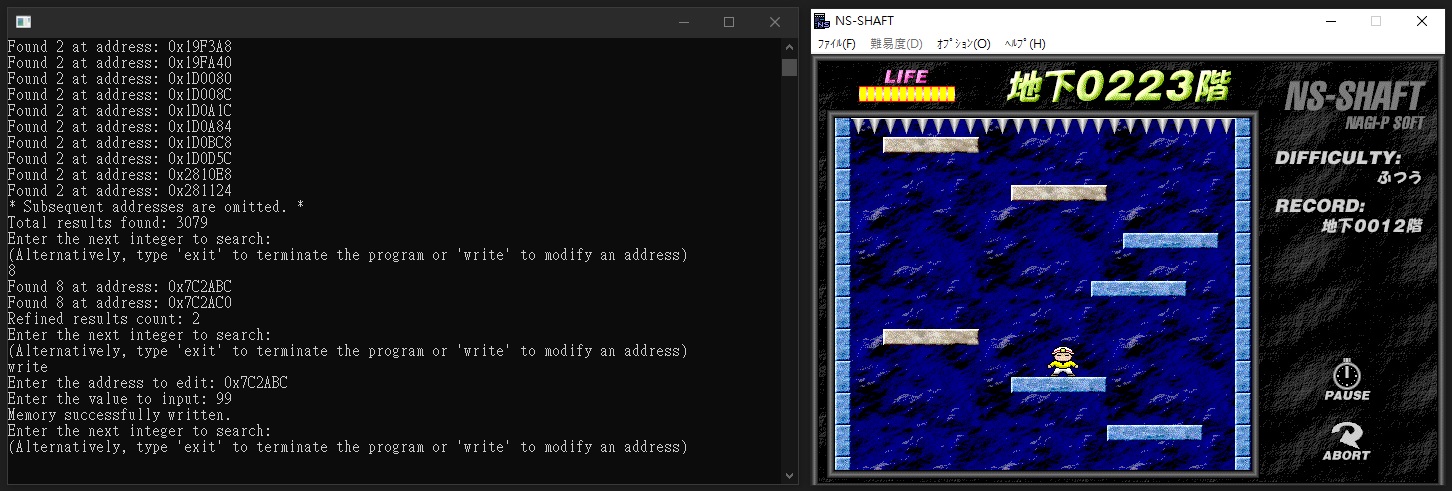 Found 2 at address: 0x19F3A8
Found 2 at address: 0x19FA40
Found 2 at address: 0x1D0080
Found 2 at address: 0x1D008C
Found 2 at address: 0x1D0A1C
Found 2 at address: 0x1D0A84
Found 2 at address: 0x1D0BC8
Found 2 at address: 0x1D0D5C
Found 2 at address: 0x2810E8
Found 2 at address: 0x281124
* Subsequent addresses are omitted. *
Total results found: 3079
Enter the next integer to search:
(Alternatively, type 'exit' to terminate the program or 'write' to modify an address)
8
Found 8 at address: 0x7C2ABC
Found 8 at address: 0x7C2AC0
Refined results count: 2
Enter the next integer to search:
(Alternatively, type 'exit' to terminate the program or 'write' to modify an address)
write
Enter the address to edit: 0x7C2ABC
Enter the value to input: 99
Memory successfully written.
Enter the next integer to search:
(Alternatively, type 'exit' to terminate the program or 'write' to modify an address)
NS-SHAFT
ﾌｧｲﾙ(F) 難易度(D) ｵﾌﾟｼｮﾝ(O) ﾍﾙﾌﾟ(H)
LIFE
地下0223階
NS-SHAFT
NAGI-P SOFT
DIFFICULTY:
ふつう
RECORD:
地下0012階
PAUSE
ABORT